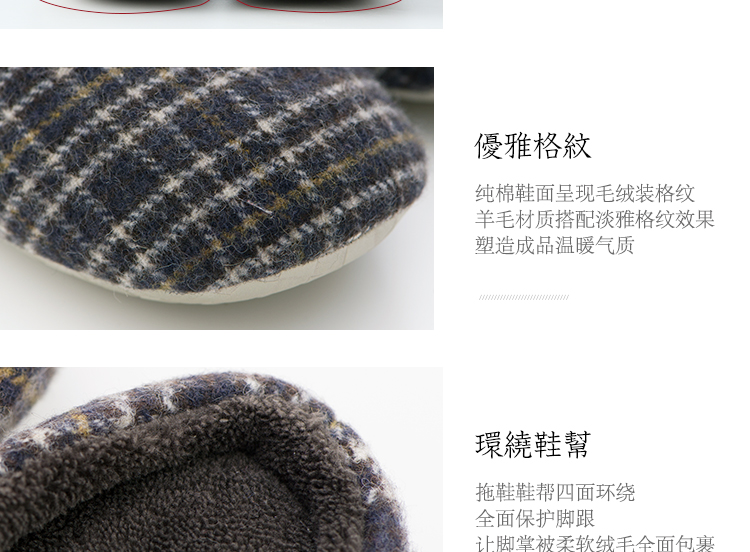 優雅格紋
纯棉鞋面呈现毛绒装格纹
羊毛材质搭配淡雅格纹效果
塑造成品温暖气质
環繞鞋幫
拖鞋鞋帮四面环绕
全面保护脚跟
让脚掌被柔软绒毛全面包裹